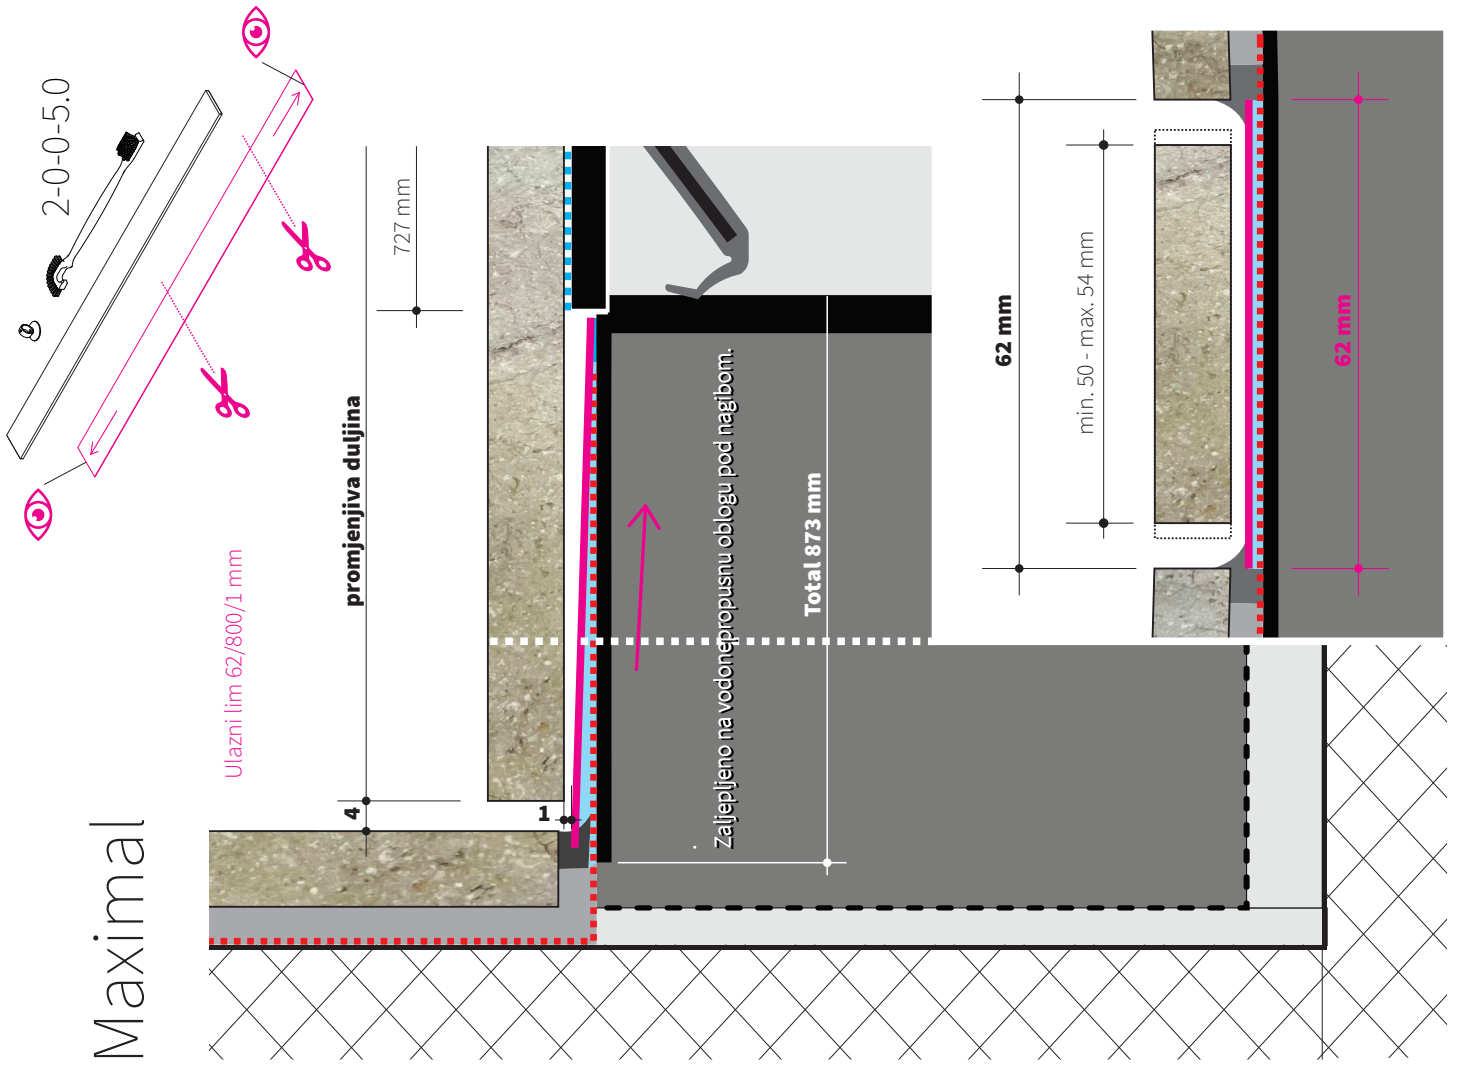 Maximal
2-0-0-5.0
Ulazni lim 62/800/1 mm
promjenjiva duljina
4
727 mm
1
Zaljepljeno na vodonepropusnu oblogu pod nagibom.
Total 873 mm
62 mm
min. 50 - max. 54 mm
62 mm